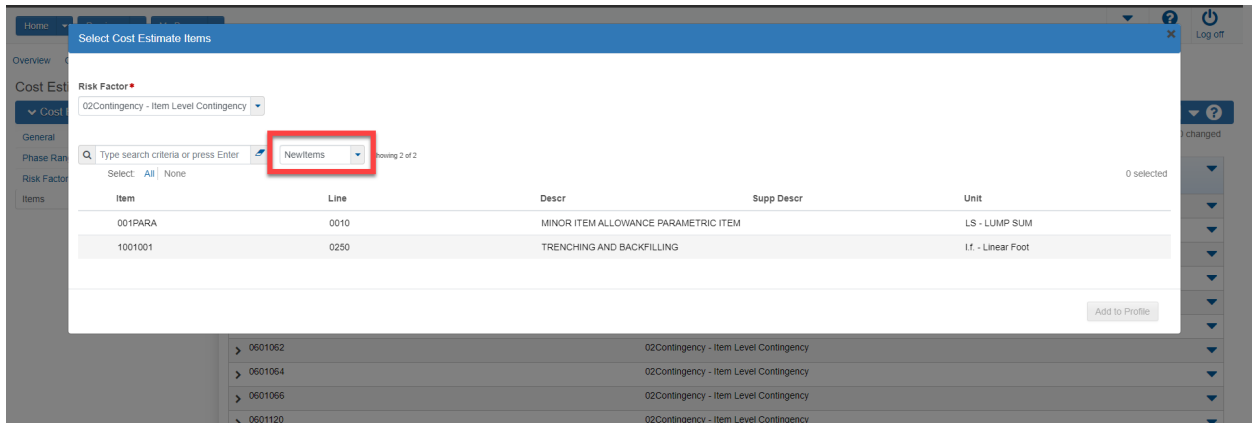 Home
Log off
Select Cost Estimate Items
Overview
Cost Esti
Risk Factor*
02Contingency - Item Level Contingency
Cost
General
changed
Phase Ran
Type search criteria or press Enter
NewItems
howing 2 of 2
Select: All None
0 selected
Risk Factor
Items
Item Line Descr Supp Descr Unit
001PARA 0010 MINOR ITEM ALLOWANCE PARAMETRIC ITEM LS - LUMP SUM
1001001 0250 TRENCHING AND BACKFILLING l.f. - Linear Foot
Add to Profile
0601062 02Contingency - Item Level Contingency
0601064 02Contingency - Item Level Contingency
0601066 02Contingency - Item Level Contingency
0601120 02Contingency - Item Level Contingency